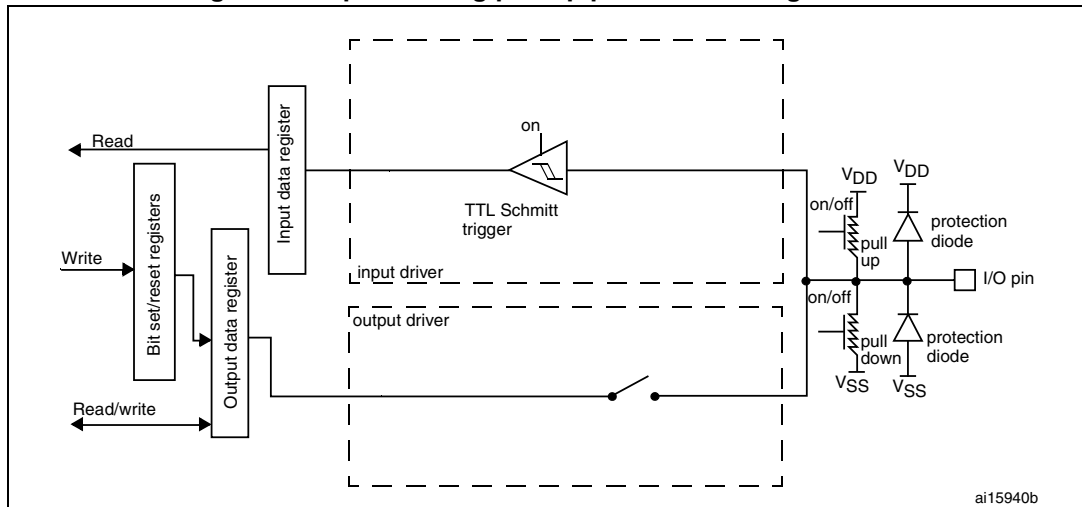 on
Read
Input data register
TTL Schmitt
trigger
input driver
Write
Bit set/reset registers
Output data register
Read/write
output driver
VDD
VDD
on/off
pull
up
protection
diode
I/O pin
on/off
pull
down
protection
diode
VSS
VSS
ai15940b